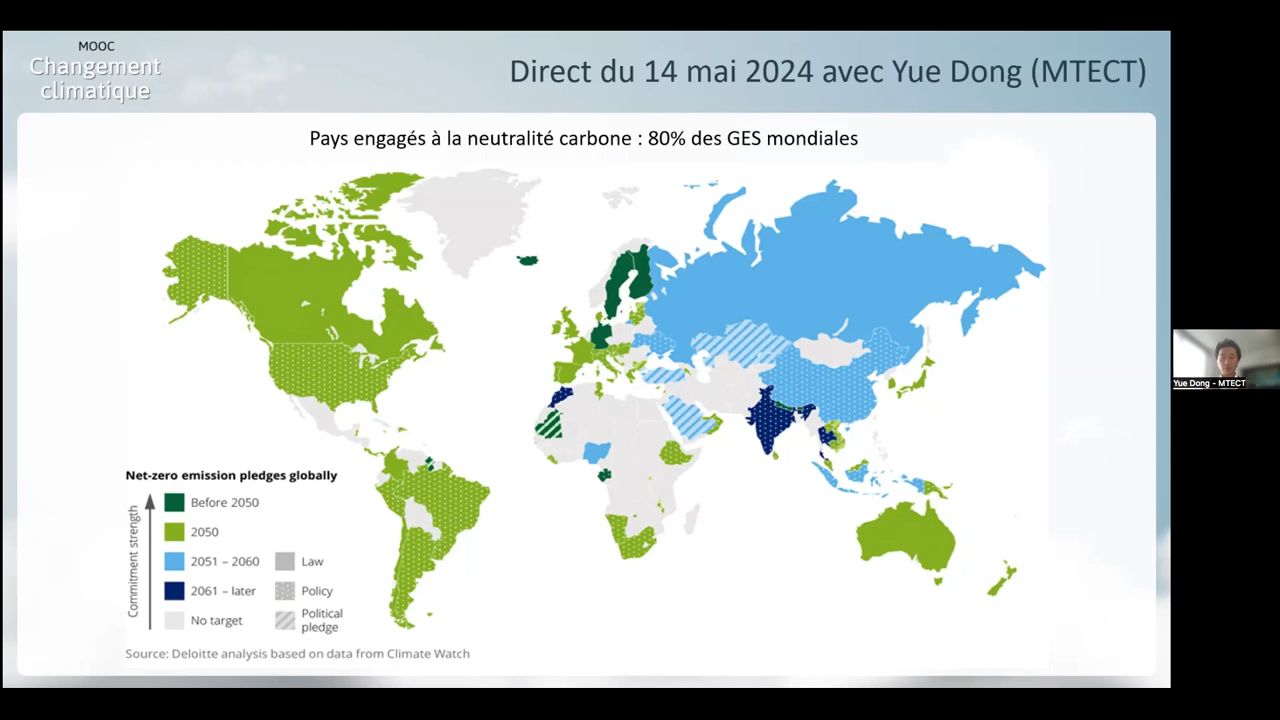 MOOC
Changement
climatique
Direct du 14 mai 2024 avec Yue Dong (MTECT)
Pays engagés à la neutralité carbone : 80% des GES mondiales
Net-zero emission pledges globally
Commitment strength
Before 2050
2050
2051 – 2060
Law
2061 – later
Policy
No target
Political
pledge
Source: Deloitte analysis based on data from Climate Watch
Yue Dong - MTECT